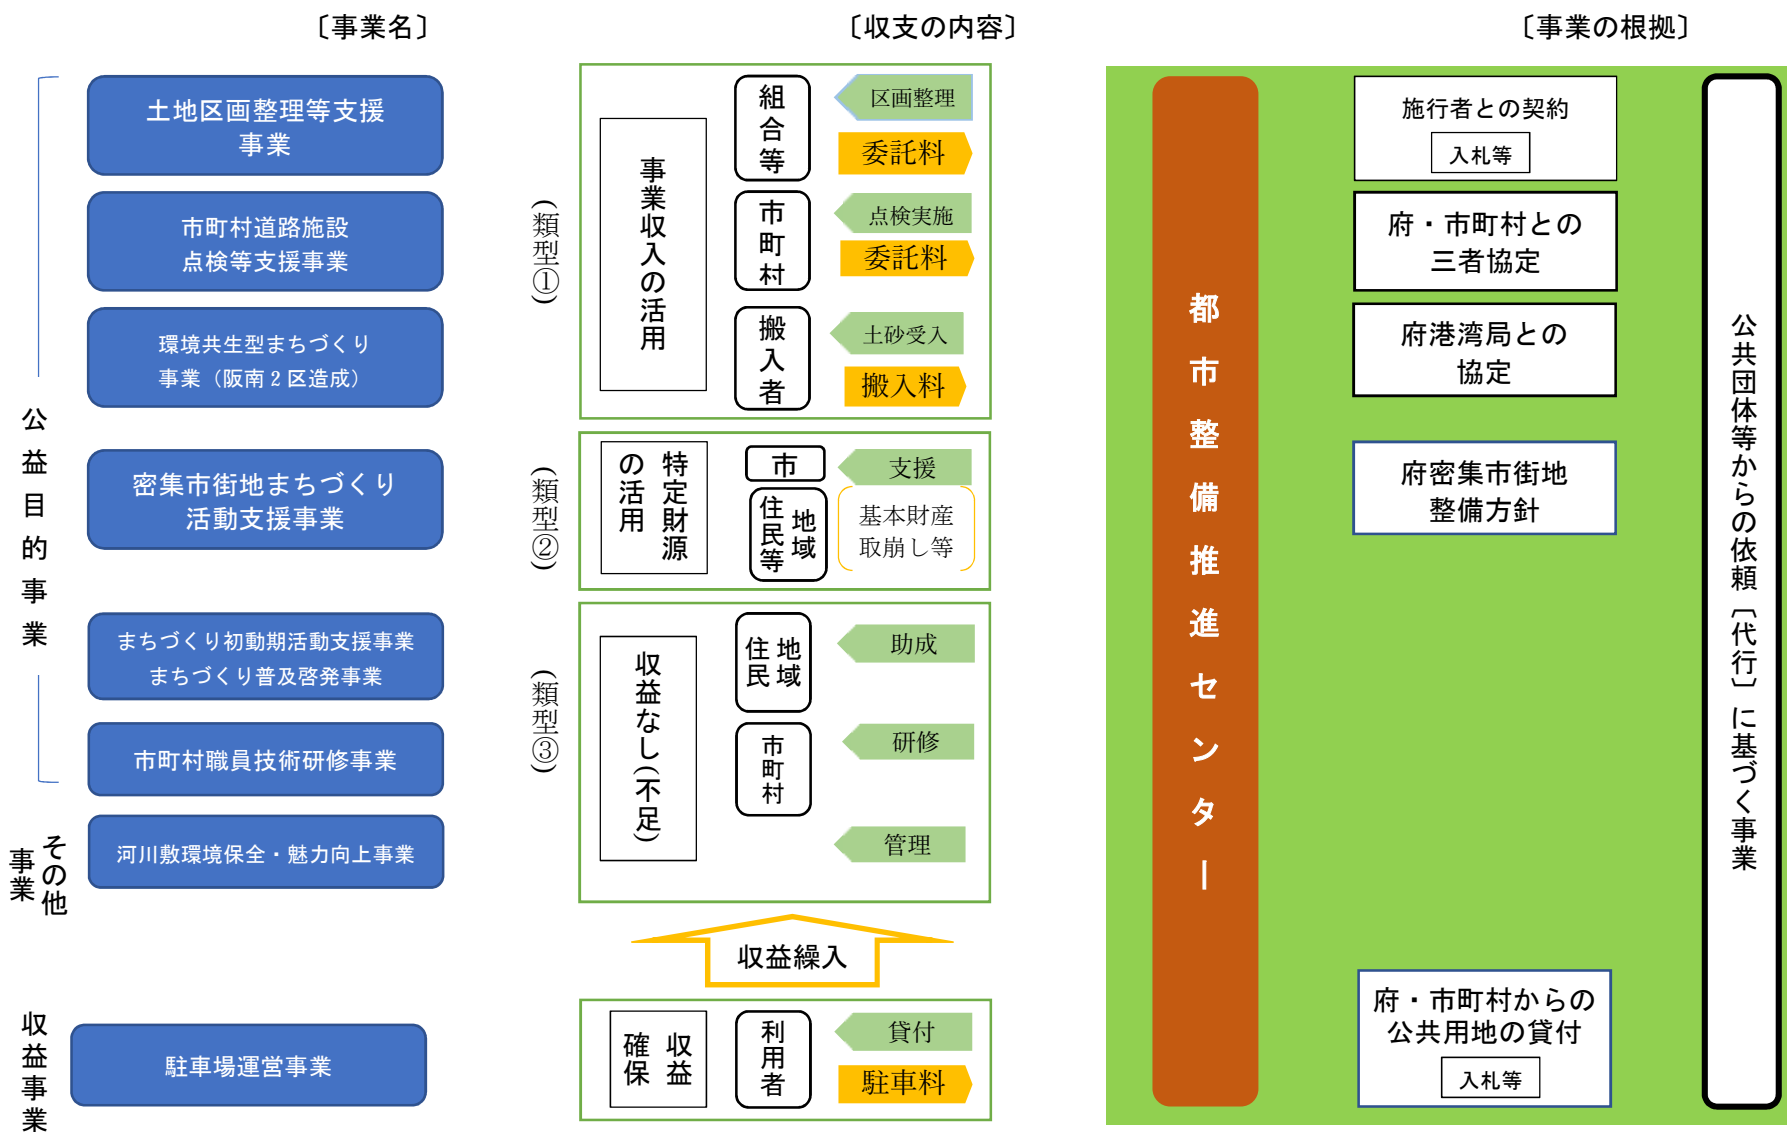 〔事業名〕
〔収支の内容〕
〔事業の根拠〕
公益目的事業
土地区画整理等支援
事業
市町村道路施設
点検等支援事業
環境共生型まちづくり
事業（阪南２区造成）
密集市街地まちづくり
活動支援事業
まちづくり初動期活動支援事業
まちづくり普及啓発事業
市町村職員技術研修事業
その他
事業
河川敷環境保全・魅力向上事業
収益事業
駐車場運営事業
(類型①)
事業収入の活用
組合等
区画整理
委託料
市町村
点検実施
委託料
搬入者
土砂受入
搬入料
(類型②)
特定財源
の活用
市
支援
地域
住民等
基本財産
取崩し等
(類型③)
収益なし(不足)
地域
住民
助成
市町村
研修
管理
収益繰入
収益
確保
利用者
貸付
駐車料
都市整備推進センター
施行者との契約
入札等
府・市町村との
三者協定
府港湾局との
協定
府密集市街地
整備方針
府・市町村からの
公共用地の貸付
入札等
公共団体等からの依頼〔代行〕に基づく事業